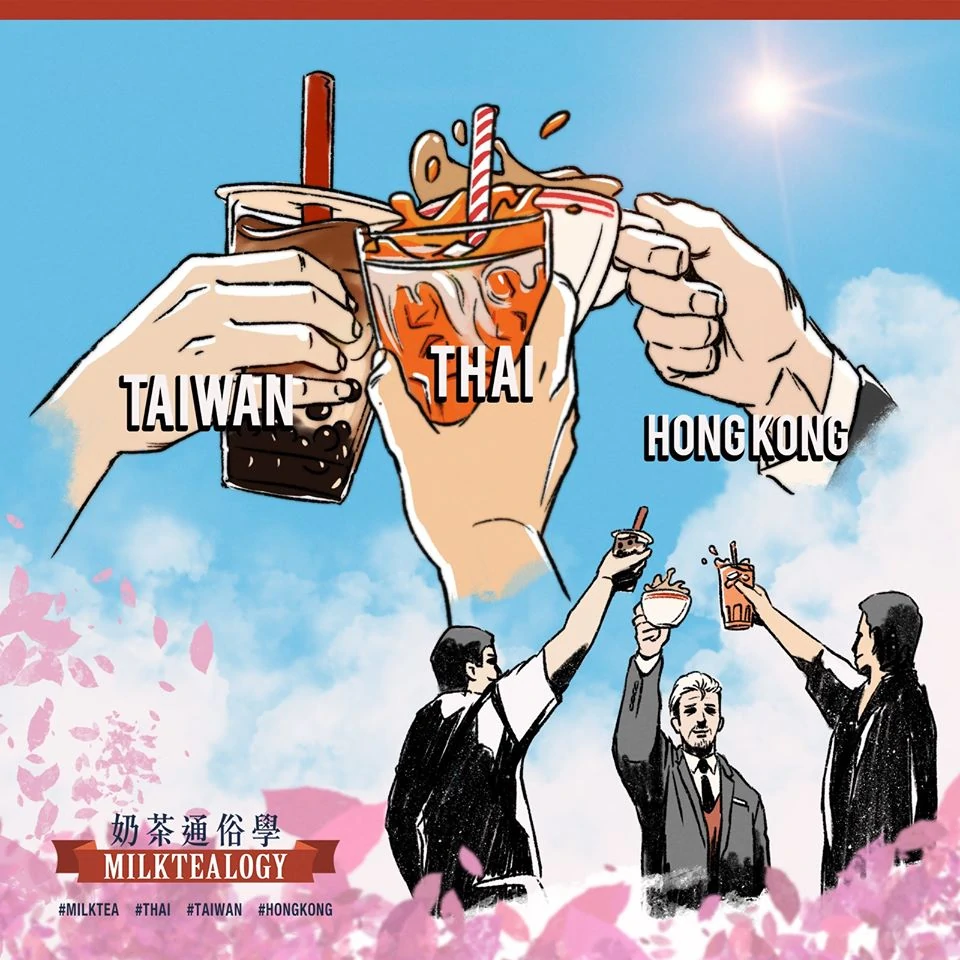 TAIWAN
THAI
HONG KONG
奶茶通俗學
MILKTEALOGY
#MILKTEA #THAI #TAIWAN #HONGKONG